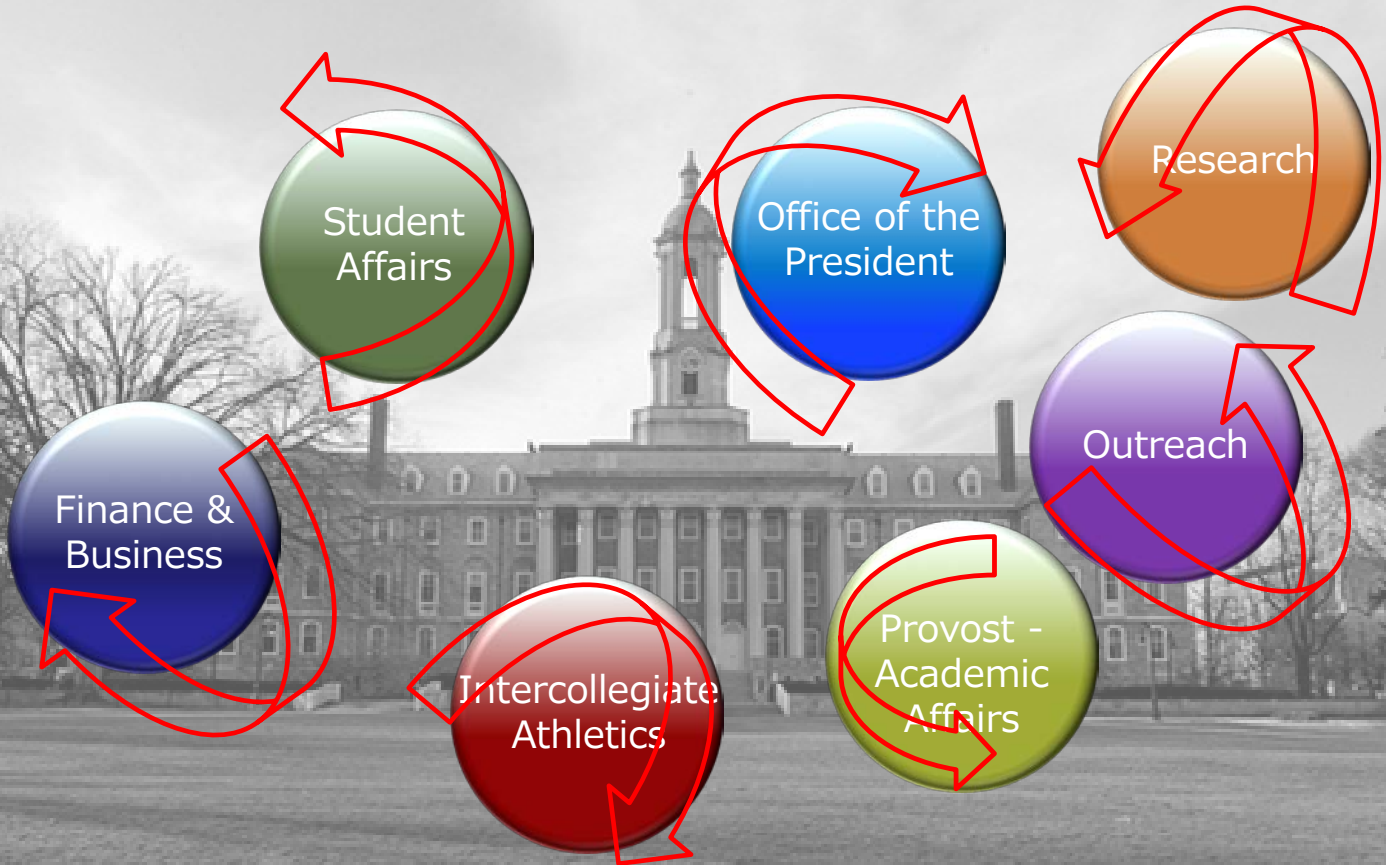 Student
Affairs
Office of the
President
Research
Outreach
Finance &
Business
Intercollegiate
Athletics
Provost -
Academic
Affairs